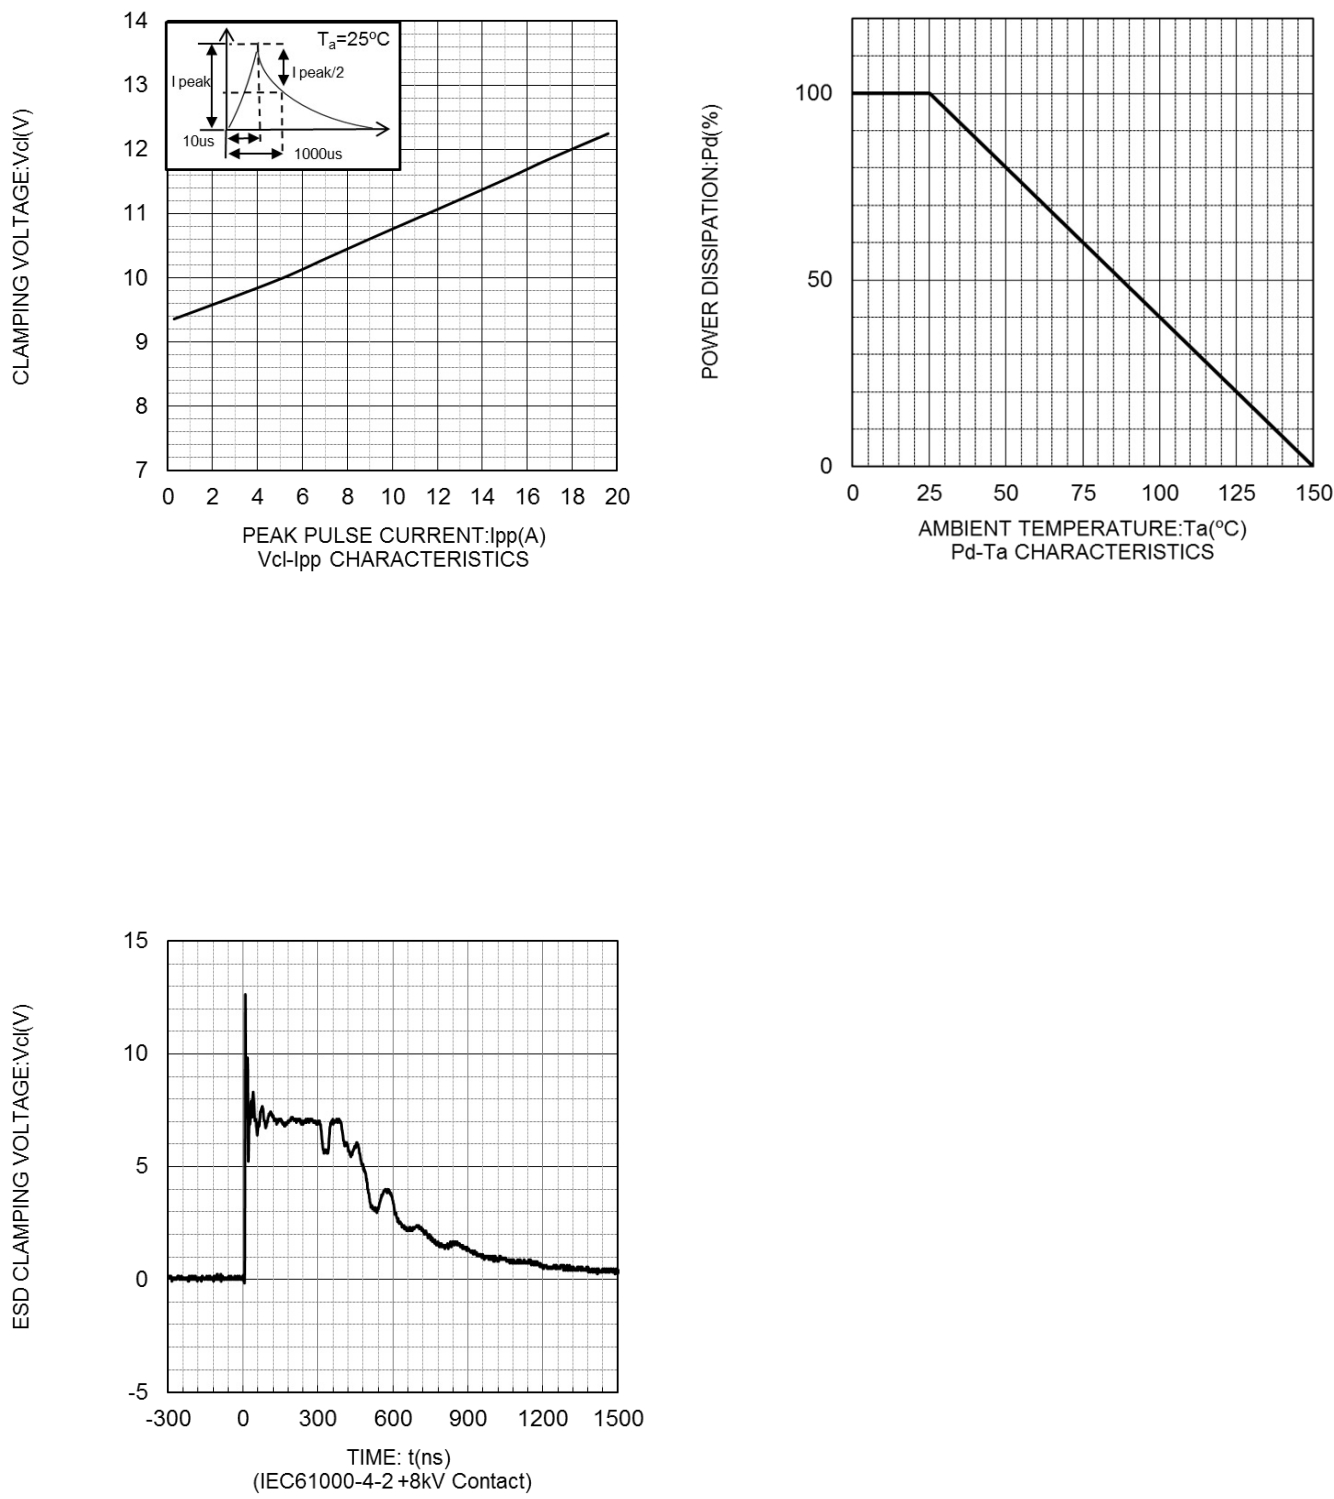 CLAMPING VOLTAGE:Vcl(V)
14
13
12
11
10
9
8
7
Ta=25ºC
I peak
I peak/2
10us
1000us
0 2 4 6 8 10 12 14 16 18 20
PEAK PULSE CURRENT:Ipp(A)
Vcl-Ipp CHARACTERISTICS
POWER DISSIPATION:Pd(%)
100
50
0
0 25 50 75 100 125 150
AMBIENT TEMPERATURE:Ta(ºC)
Pd-Ta CHARACTERISTICS
ESD CLAMPING VOLTAGE:Vcl(V)
15
10
5
0
-5
-300 0 300 600 900 1200 1500
TIME: t(ns)
(IEC61000-4-2 +8kV Contact)